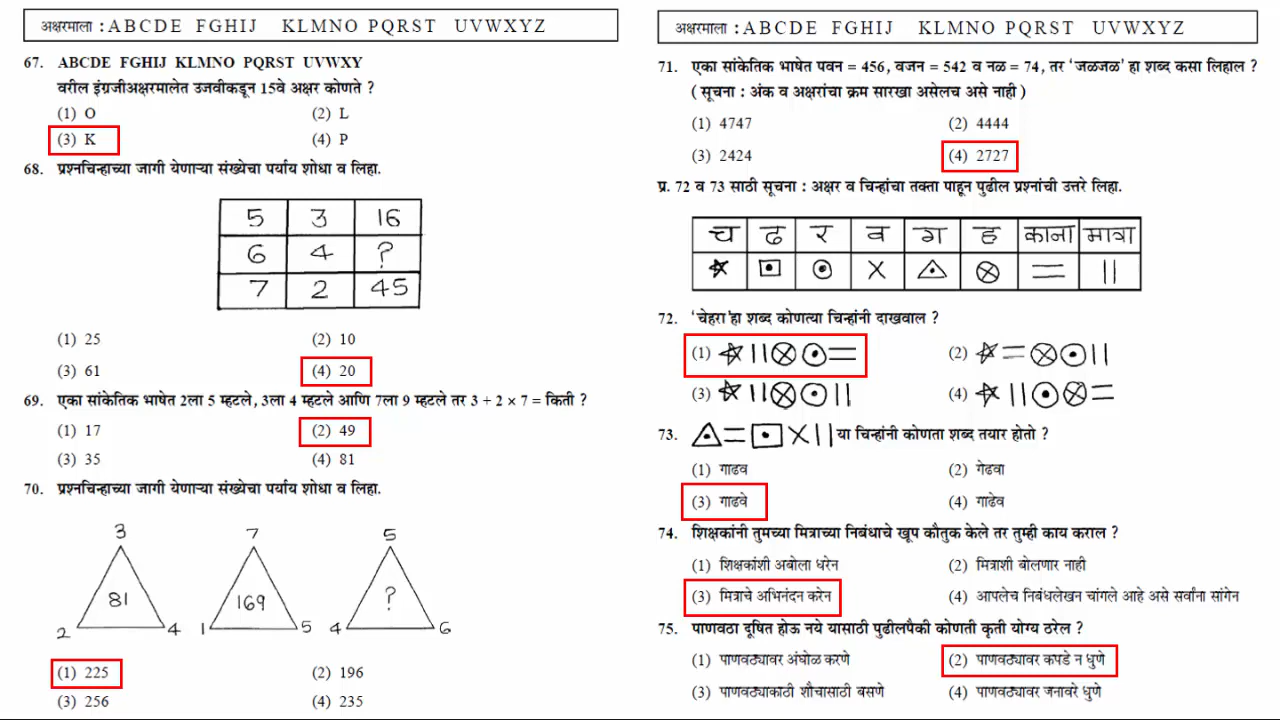 अक्षरमाला : A B C D E F G H I J K L M N O P Q R S T U V W X Y Z
67. ABCDE FGHIJ KLMNO PQRST UVWXY
वरील इंग्रजीअक्षरमालेत उजवीकडून 15वे अक्षर कोणते ?
(1) O (2) L
(3) K (4) P
68. प्रश्नचिन्हाच्या जागी येणाऱ्या संख्येचा पर्याय शोधा व लिहा.
5 3 16
6 4 ?
7 2 45
(1) 25 (2) 10
(3) 61 (4) 20
69. एका सांकेतिक भाषेत 2ला 5 म्हटले, 3ला 4 म्हटले आणि 7ला 9 म्हटले तर 3 + 2 × 7 = किती ?
(1) 17 (2) 49
(3) 35 (4) 81
70. प्रश्नचिन्हाच्या जागी येणाऱ्या संख्येचा पर्याय शोधा व लिहा.
3 7 5
81 169 ?
2 4 1 5 4 6
(1) 225 (2) 196
(3) 256 (4) 235
अक्षरमाला : A B C D E F G H I J K L M N O P Q R S T U V W X Y Z
71. एका सांकेतिक भाषेत पवन = 456, वजन = 542 व नळ = 74, तर ‘जळजळ’ हा शब्द कसा लिहाल ?
( सूचना : अंक व अक्षरांचा क्रम सारखा असेलच असे नाही )
(1) 4747 (2) 4444
(3) 2424 (4) 2727
प्र. 72 व 73 साठी सूचना : अक्षर व चिन्हांचा तक्ता पाहून पुढील प्रश्नांची उत्तरे लिहा.
च ढ र व ग ह काना मात्रा
72. ‘चेहरा’हा शब्द कोणत्या चिन्हांनी दाखवाल ?
(1) (2)
(3) (4)
73. या चिन्हांनी कोणता शब्द तयार होतो ?
(1) गाढव (2) गेढवा
(3) गाढवे (4) गाढेव
74. शिक्षकांनी तुमच्या मित्राच्या निबंधाचे खूप कौतुक केले तर तुम्ही काय कराल ?
(1) शिक्षकांशी अबोला धरेन (2) मित्राशी बोलणार नाही
(3) मित्राचे अभिनंदन करेन (4) आपलेच निबंधलेखन चांगले आहे असे सर्वांना सांगेन
75. पाणवठा दूषित होऊ नये यासाठी पुढीलपैकी कोणती कृती योग्य ठरेल ?
(1) पाणवठ्यावर अंघोळ करणे (2) पाणवठ्यावर कपडे न धुणे
(3) पाणवठ्याकाठी शौचासाठी बसणे (4) पाणवठ्यावर जनावरे धुणे